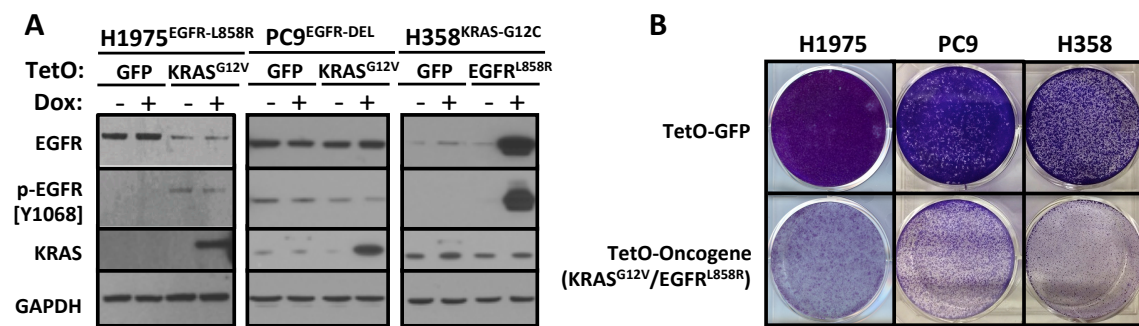 A
H1975EGFR-L858R PC9EGFR-DEL H358KRAS-G12C
TetO: GFP KRASG12V GFP KRASG12V GFP EGFRL858R
Dox: - + - + - + - + - + - +
EGFR
p-EGFR
[Y1068]
KRAS
GAPDH
B
H1975 PC9 H358
TetO-GFP
TetO-Oncogene
(KRASG12V/EGFRL858R)